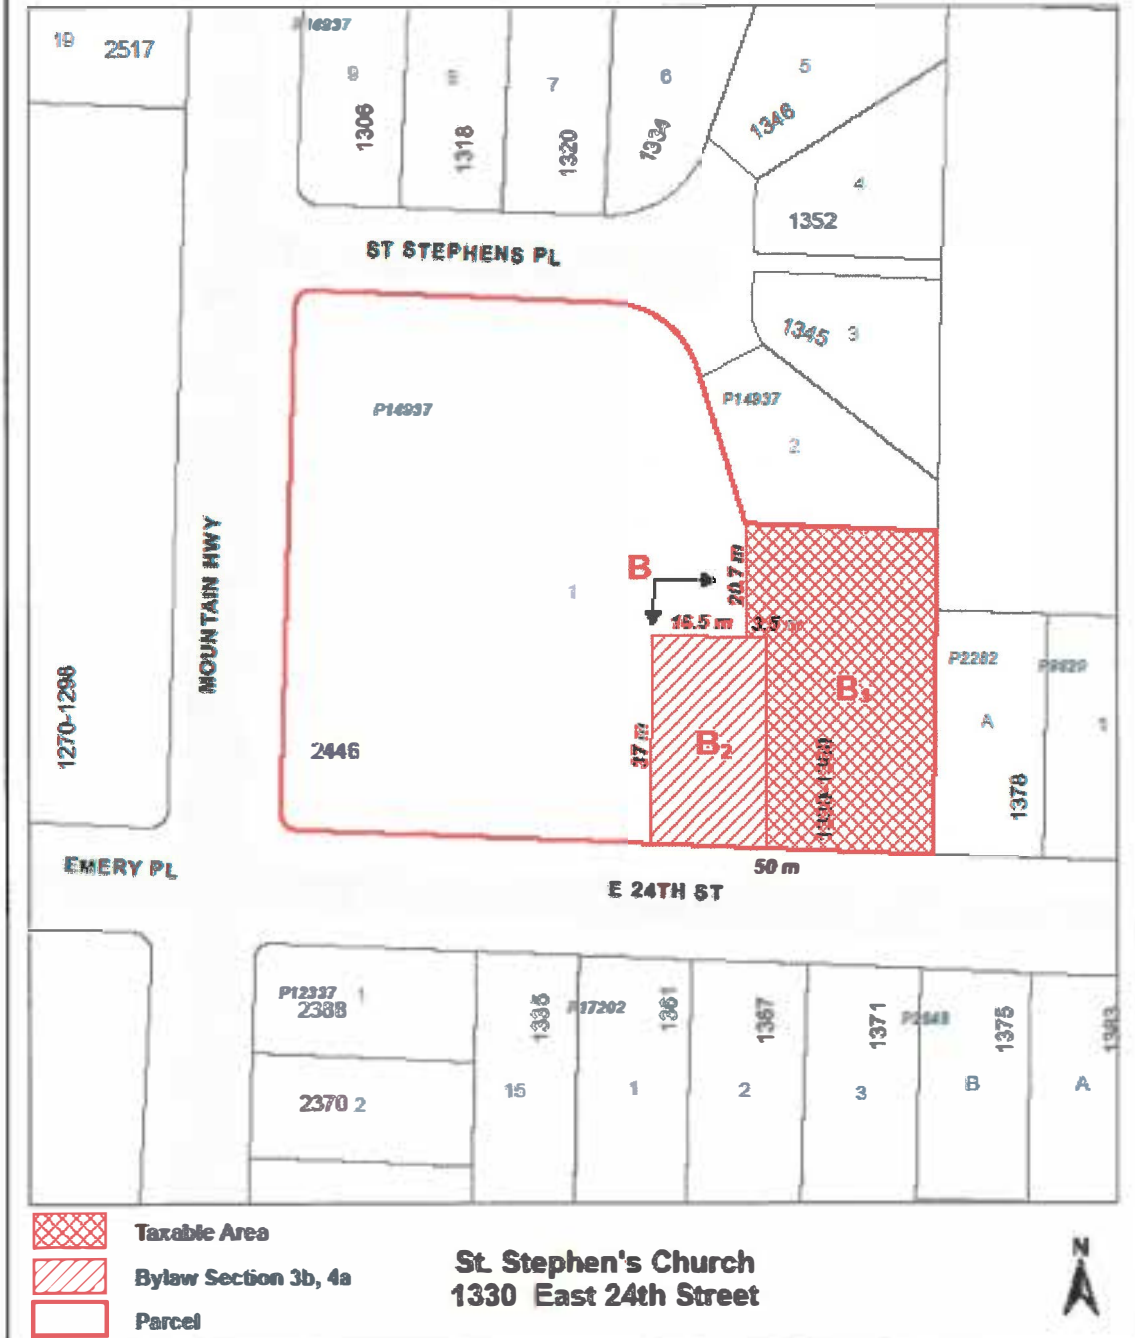 19 2517
9
1306
1318
7
1320
6
1334
5
1346
4
1352
ST STEPHENS PL
1345 3
P14937
P14937
2
MOUNTAIN HWY
B
20.7 m
1
16.5 m 3.5 m
P2282
B₁
A
1270-1298
2446
37 m
B₂
1378
EMERY PL
50 m
E 24TH ST
P12337 1
2388
1335
P17202
1361
1367
1371
1375
1383
2370 2
15
1
2
3
B
A
Taxable Area
Bylaw Section 3b, 4a
Parcel
St. Stephen's Church
1330 East 24th Street
N